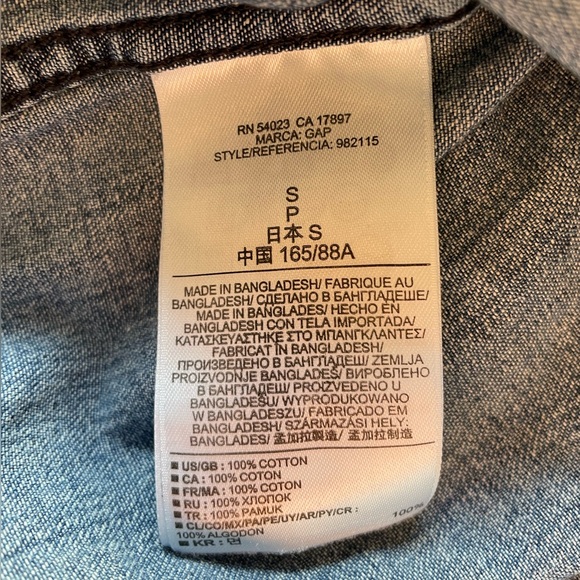 RN 54023 CA 17897
MARCA: GAP
STYLE/REFERENCIA: 982115
S
P
日本 S
中国 165/88A
MADE IN BANGLADESH/ FABRIQUE AU
BANGLADESH/ СДЕЛАНО В БАНГЛАДЕШЕ/
MADE IN BANGLADES/ HECHO EN
BANGLADESH CON TELA IMPORTADA/
ΚΑΤΑΣΚΕΥΑΣΤΗΚΕ ΣΤΟ ΜΠΑΝΓΚΛΑΝΤΕΣ/
FABRICAT ÎN BANGLADESH/
ПРОИЗВЕДЕНО В БАНГЛАДЕШ/ ZEMLJA
PROIZVODNJE BANGLADEŠ/ ВИРОБЛЕНО
В БАНГЛАДЕШ/ PROIZVEDENO U
BANGLADEŠU/ WYPRODUKOWANO
W BANGLADESZU/ FABRICADO EM
BANGLADESH/ SZÁRMAZÁSI HELY:
BANGLADES/ 孟加拉製造/ 孟加拉制造
■ US/GB : 100% COTTON
■ CA : 100% COTON
■ FR/MA : 100% COTON
■ RU : 100% ХЛОПОК
■ TR : 100% PAMUK
■ CL/CO/MX/PA/PE/UY/AR/PY/CR : 100%
100% ALGODON
■ KR : 면